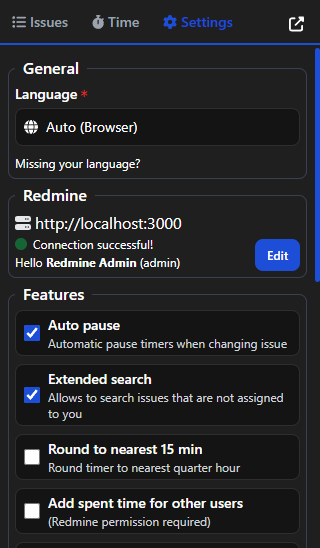 Issues Time Settings
General
Language *
Auto (Browser)
Missing your language?
Redmine
http://localhost:3000
Connection successful!
Hello Redmine Admin (admin)
Edit
Features
Auto pause
Automatic pause timers when changing issue
Extended search
Allows to search issues that are not assigned
to you
Round to nearest 15 min
Round timer to nearest quarter hour
Add spent time for other users
(Redmine permission required)